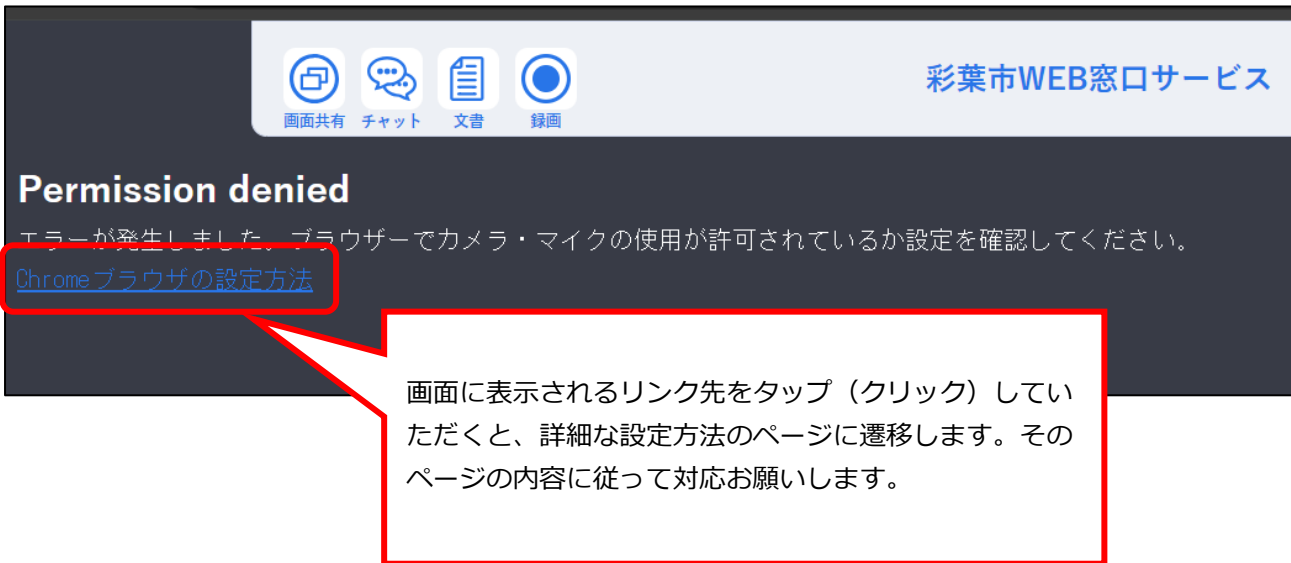 画面共有 チャット 文書 録画
彩葉市WEB窓口サービス
Permission denied
エラーが発生しました。ブラウザーでカメラ・マイクの使用が許可されているか設定を確認してください。
Chromeブラウザの設定方法
画面に表示されるリンク先をタップ（クリック）してい
ただくと、詳細な設定方法のページに遷移します。その
ページの内容に従って対応お願いします。